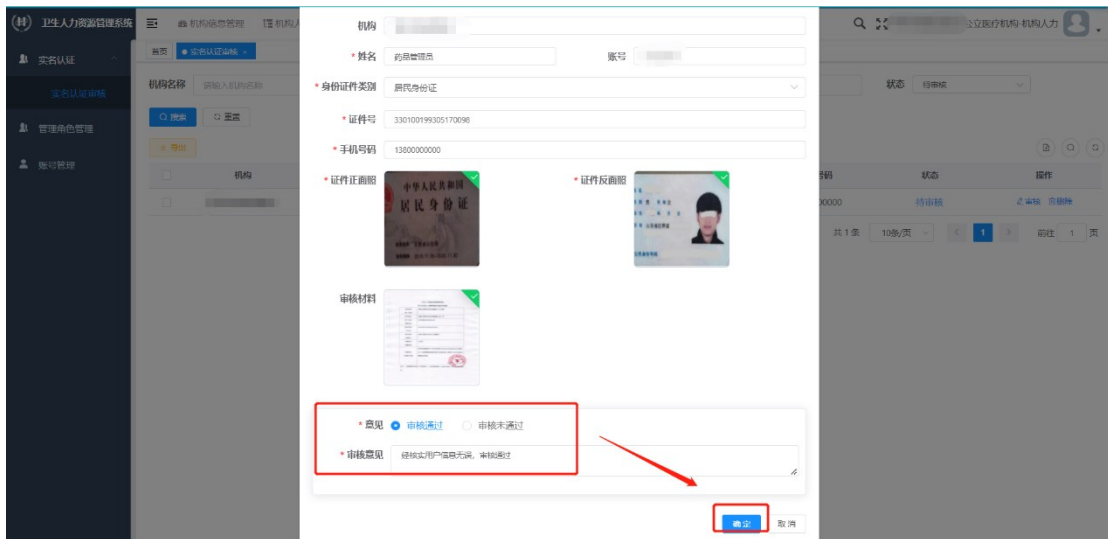 卫生人力资源管理系统
机构信息管理
机构人
公立医疗机构-机构人力
实名认证
实名认证审核
管理角色管理
账号管理
首页
实名认证审核 ×
机构名称 请输入机构名称
状态 待审核
搜索 重置
导出
机构
号码 状态 操作
00000 待审核 审核 删除
共 1 条 10条/页 < 1 > 前往 1 页
机构
* 姓名 药品管理员 账号
* 身份证件类别 居民身份证
* 证件号 330100199305170098
* 手机号码 13800000000
* 证件正面照 * 证件反面照
中华人民共和国
居民身份证
审核材料
* 意见 审核通过 审核未通过
* 审核意见 经核实用户信息无误，审核通过
确定 取消